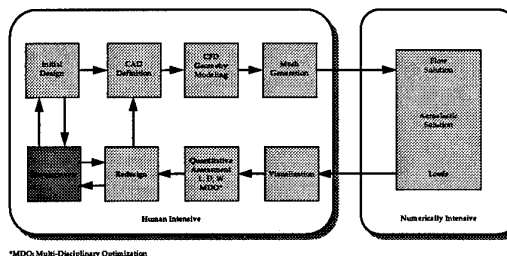 Initial
Design
CAD
Definition
CFD
Geometry
Modeling
Mesh
Generation
Flow
Solution
Aeroelastic
Solution
Loads
Redesign
Quantitative
Assessment
L, D, W
MDO*
Visualization
Human Intensive
Numerically Intensive
*MDO: Multi-Disciplinary Optimization